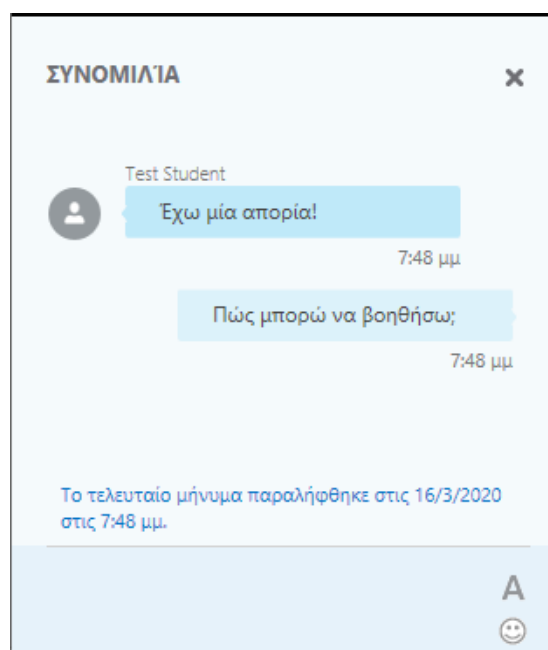 ΣΥΝΟΜΙΛΊΑ
Test Student
Έχω μία απορία!
7:48 μμ
Πώς μπορώ να βοηθήσω;
7:48 μμ
Το τελευταίο μήνυμα παραλήφθηκε στις 16/3/2020
στις 7:48 μμ.
A